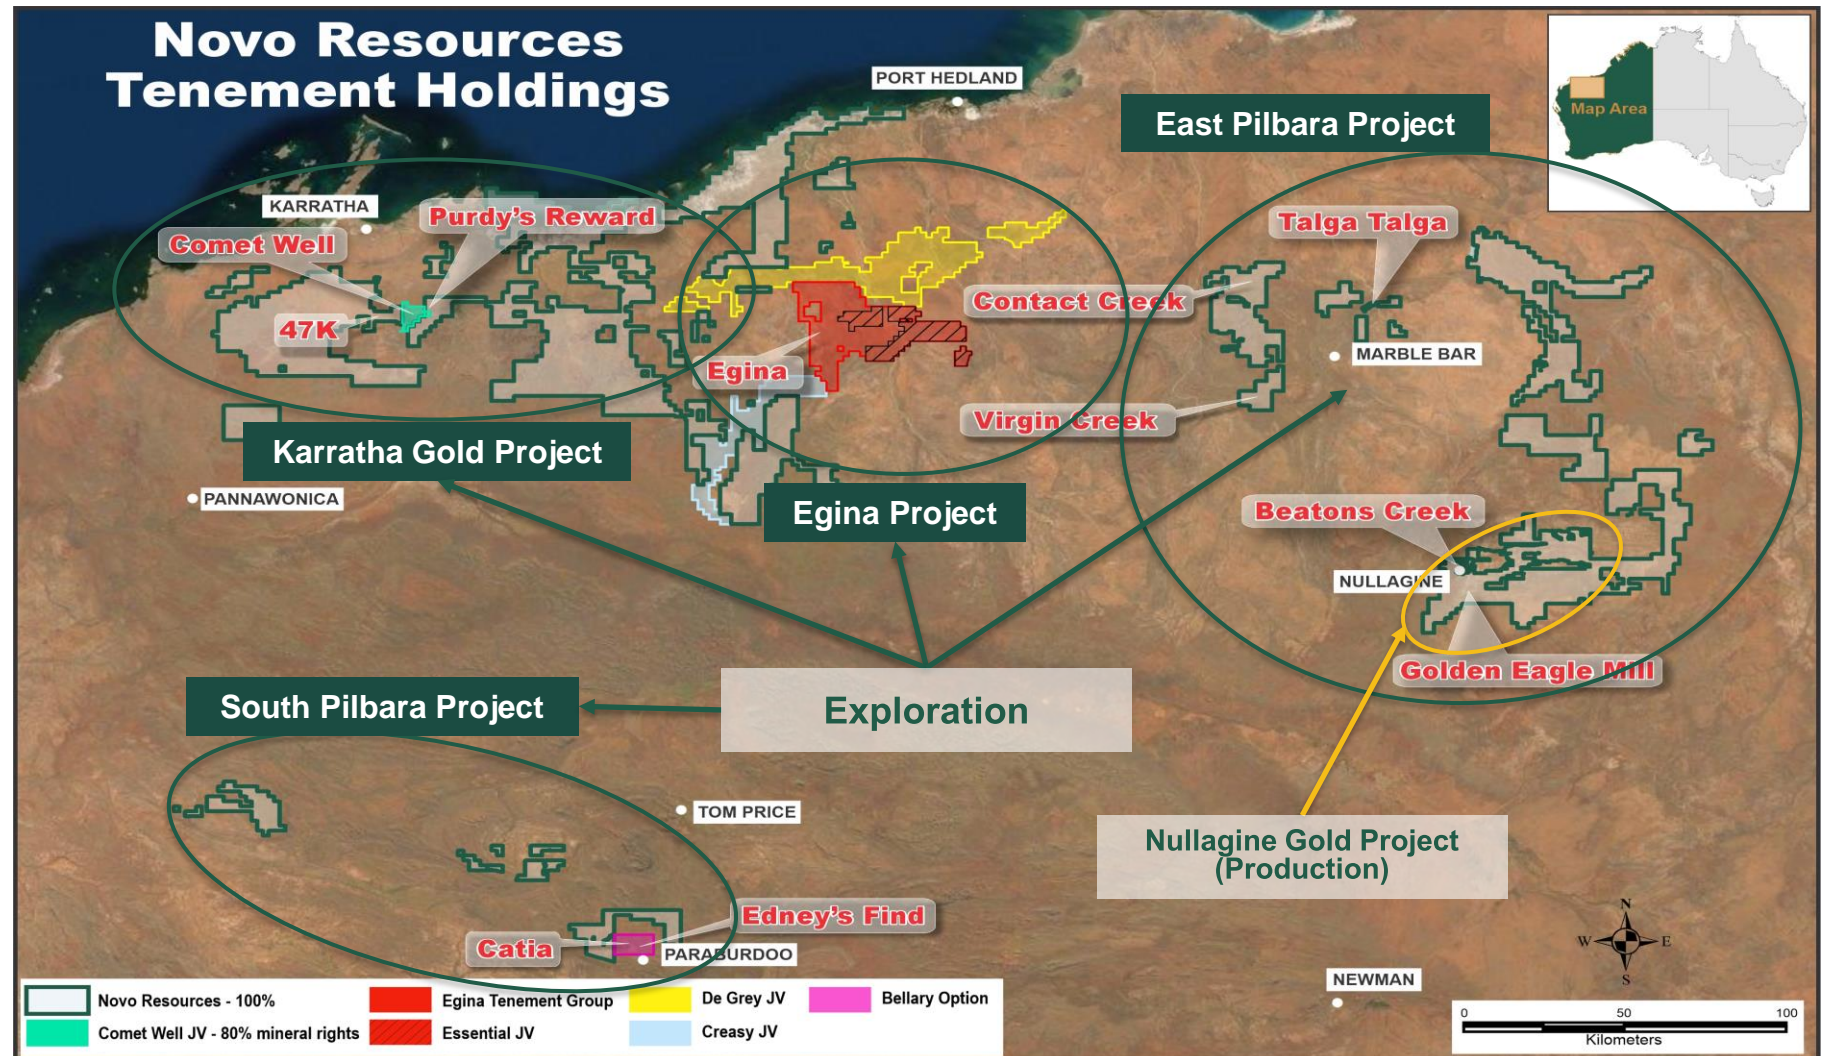 Novo Resources
Tenement Holdings
PORT HEDLAND
East Pilbara Project
Map Area
KARRATHA
Purdy's Reward
Comet Well
Talga Talga
Contact Creek
47K
MARBLE BAR
Egina
Virgin Creek
Karratha Gold Project
PANNAWONICA
Egina Project
Beatons Creek
NULLAGINE
Golden Eagle Mill
South Pilbara Project
Exploration
TOM PRICE
Nullagine Gold Project
(Production)
Edney's Find
Catia
PARABURDOO
N
W
E
S
NEWMAN
Novo Resources - 100%
Egina Tenement Group
De Grey JV
Bellary Option
Comet Well JV - 80% mineral rights
Essential JV
Creasy JV
0 50 100
Kilometers